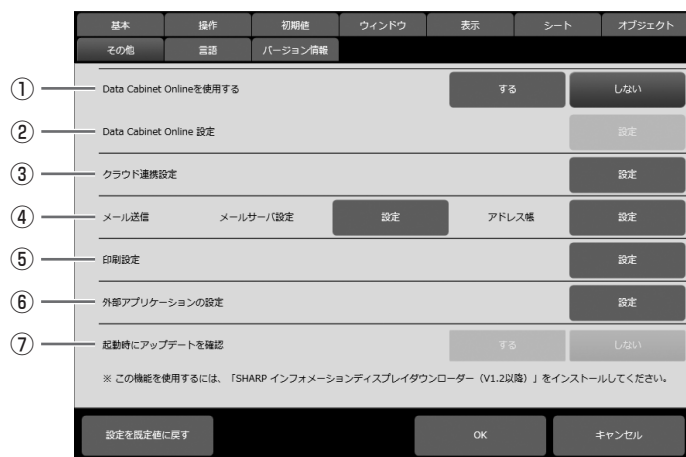 基本 操作 初期値 ウィンドウ 表示 シート オブジェクト
その他 言語 バージョン情報
① Data Cabinet Onlineを使用する する しない
② Data Cabinet Online 設定 設定
③ クラウド連携設定 設定
④ メール送信 メールサーバ設定 設定 アドレス帳 設定
⑤ 印刷設定 設定
⑥ 外部アプリケーションの設定 設定
⑦ 起動時にアップデートを確認 する しない
※ この機能を使用するには、「SHARP インフォメーションディスプレイダウンローダー（V1.2以降）」をインストールしてください。
設定を既定値に戻す OK キャンセル